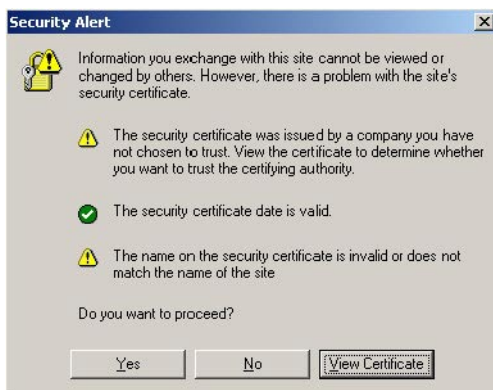 Security Alert
Information you exchange with this site cannot be viewed or
changed by others. However, there is a problem with the site's
security certificate.
The security certificate was issued by a company you have
not chosen to trust. View the certificate to determine whether
you want to trust the certifying authority.
The security certificate date is valid.
The name on the security certificate is invalid or does not
match the name of the site
Do you want to proceed?
Yes No View Certificate